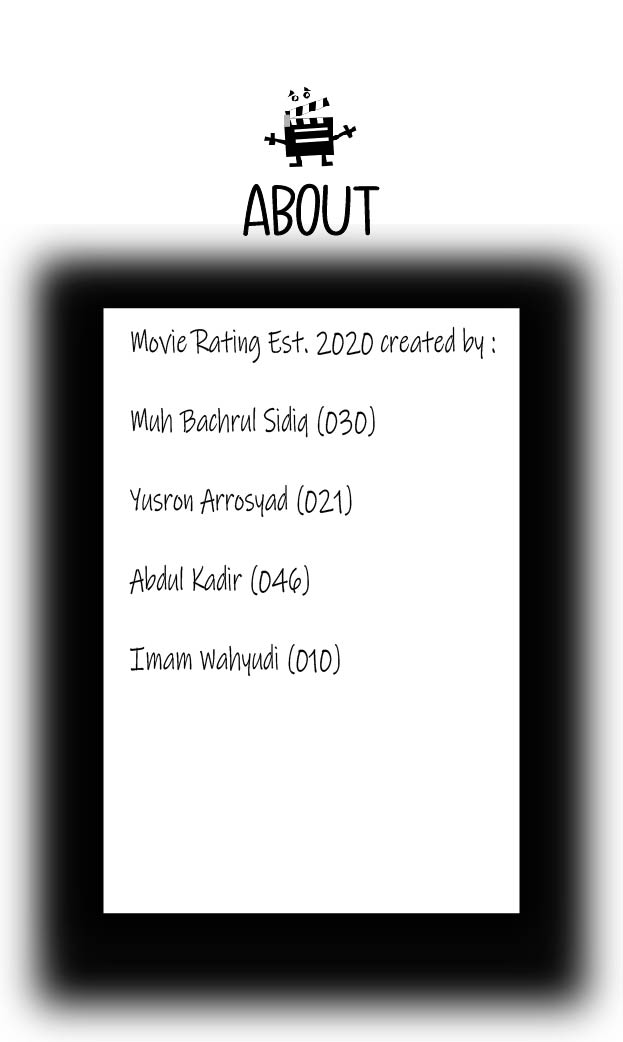 ABOUT
Movie Rating Est. 2020 created by :
Muh Bachrul Sidiq (030)
Yusron Arrosyad (021)
Abdul Kadir (046)
Imam Wahyudi (010)